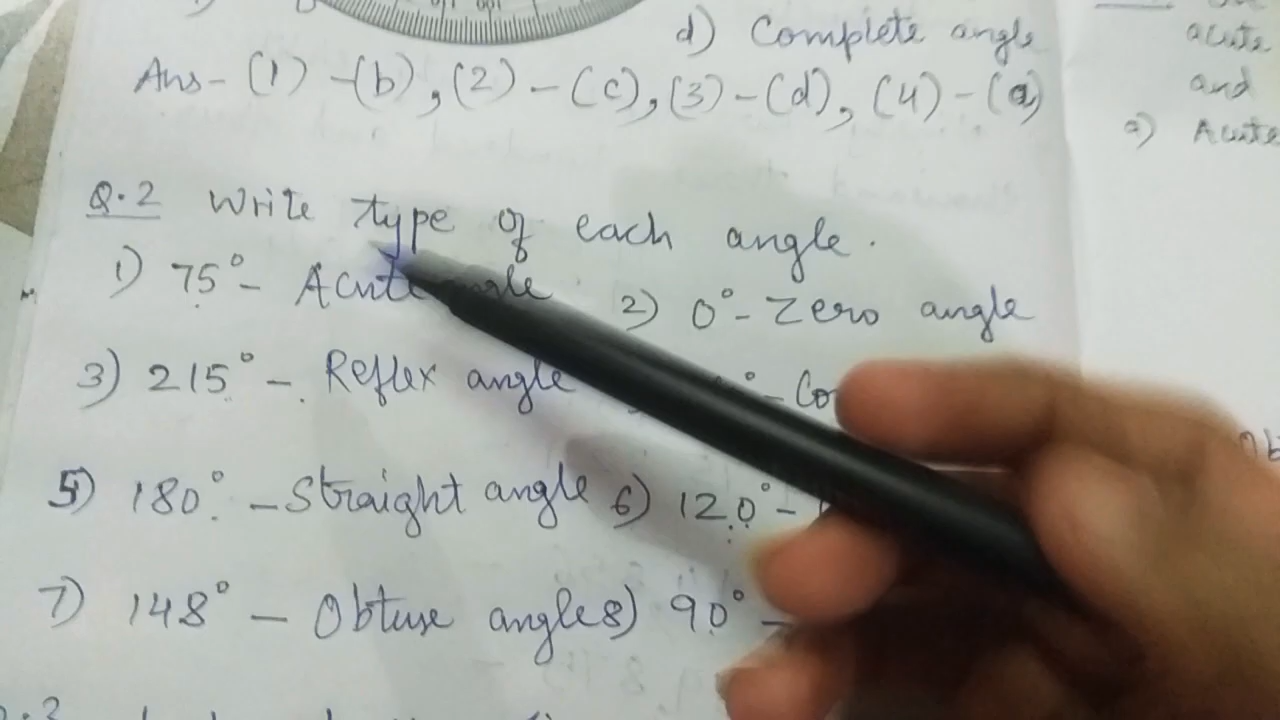 d) Complete angle
Ans - (1) - (b), (2) - (c), (3) - (d), (4) - (a)
Q.2 Write type of each angle.
1) 75° - Acute 2) 0° - Zero angle
3) 215° - Reflex angle
5) 180° - Straight angle 6) 120° -
7) 148° - Obtuse angle 8) 90° -
acute
and
a) Acute